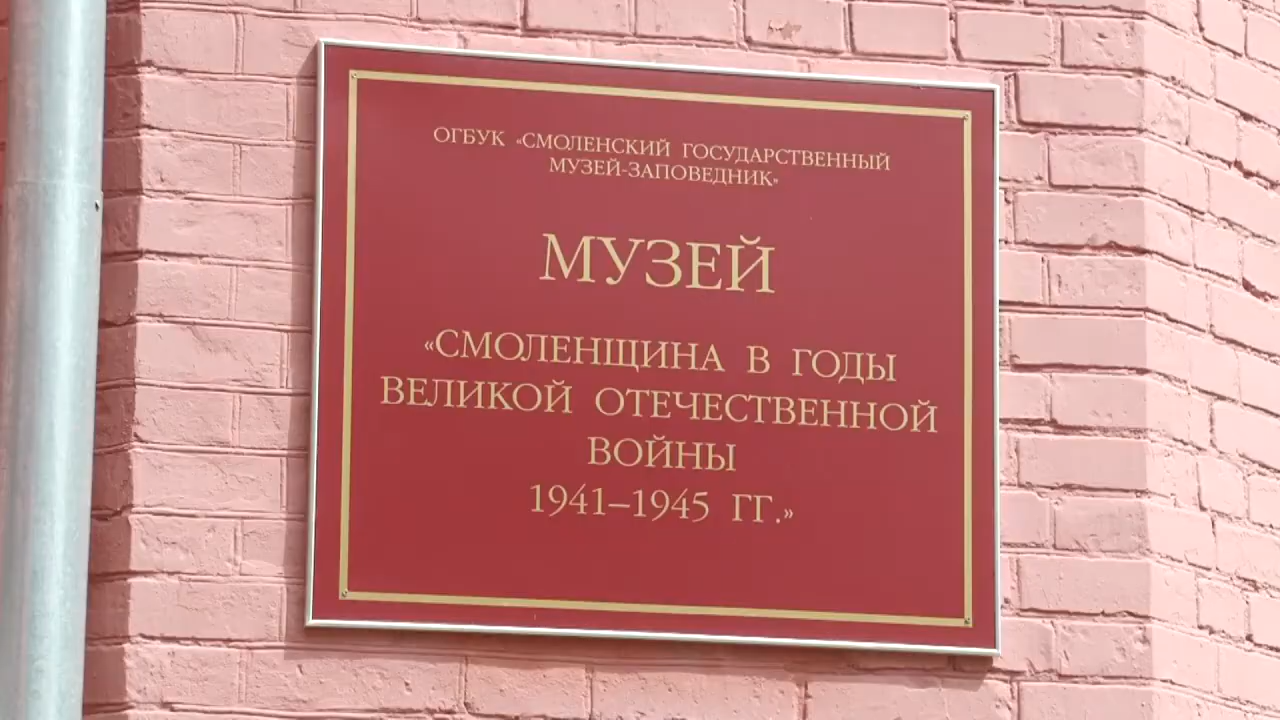 ОГБУК «СМОЛЕНСКИЙ ГОСУДАРСТВЕННЫЙ
МУЗЕЙ-ЗАПОВЕДНИК»
МУЗЕЙ
«СМОЛЕНЩИНА В ГОДЫ
ВЕЛИКОЙ ОТЕЧЕСТВЕННОЙ
ВОЙНЫ
1941–1945 ГГ.»